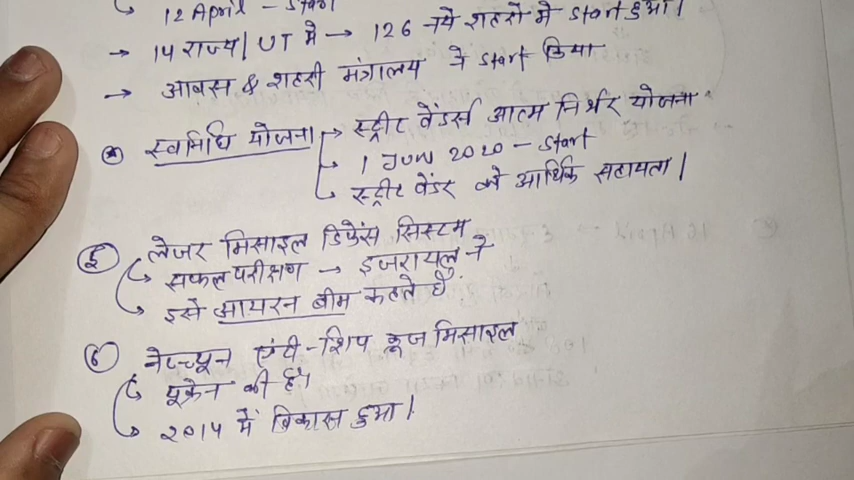 12 April – Start
→ 14 राज्य/UT मे → 126 नये शहरो में start हुआ।
→ आवास & शहरी मंत्रालय ने start किया
* स्वामिधि योजना → स्ट्रीट वेंडर्स आत्म निर्भर योजना
→ 1 Jun 2020 – start
→ स्ट्रीट वेंडर को आर्थिक सहायता।
5 लेजर मिसाइल डिफेंस सिस्टम
→ सफल परीक्षण → इजरायल ने
→ इसे आयरन बीम कहते हैं
6 नेप्च्यून एंटी-शिप क्रूज मिसाइल
→ यूक्रेन की है।
→ 2014 में विकास हुआ।